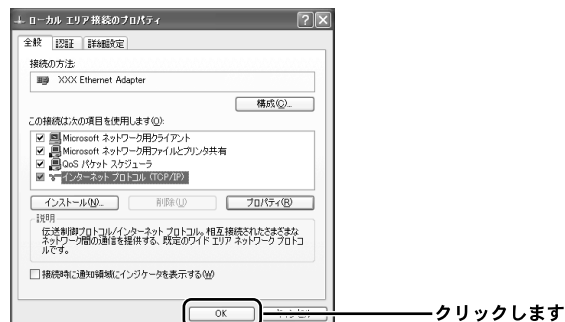 ローカル エリア接続のプロパティ
全般 認証 詳細設定
接続の方法:
XXX Ethernet Adapter
構成(C)...
この接続は次の項目を使用します(O):
Microsoft ネットワーク用クライアント
Microsoft ネットワーク用ファイルとプリンタ共有
QoS パケット スケジューラ
インターネット プロトコル (TCP/IP)
インストール(N)... 削除(U) プロパティ(R)
説明
伝送制御プロトコル/インターネット プロトコル。相互接続されたさまざまな
ネットワーク間の通信を提供する、既定のワイド エリア ネットワーク プロトコ
ルです。
接続時に通知領域にインジケータを表示する(W)
OK
クリックします